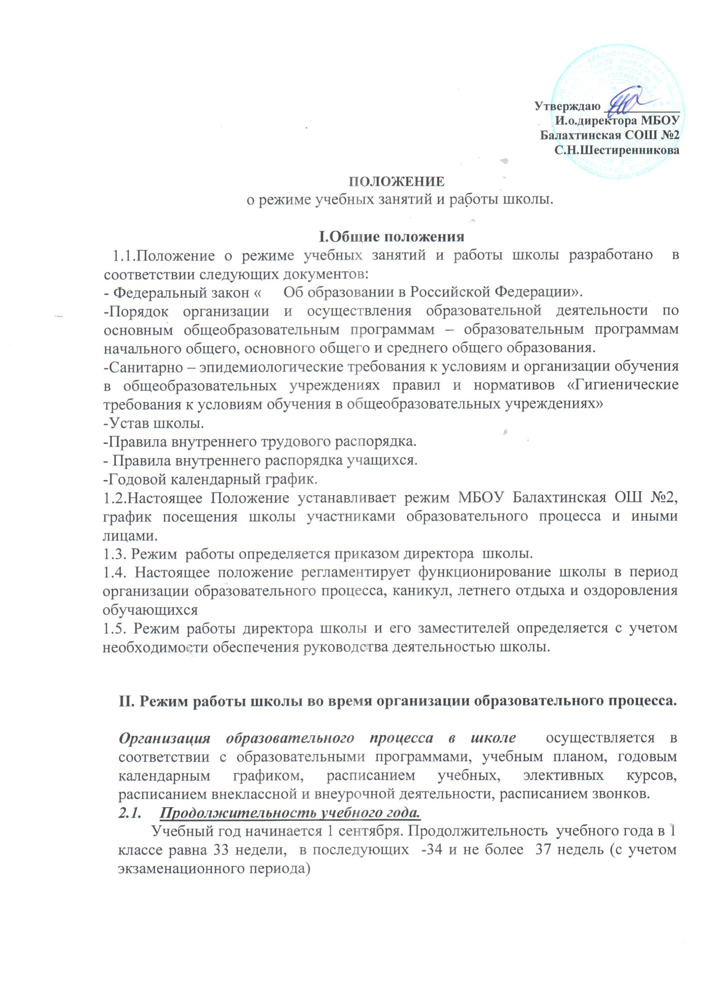 КРАСНОЯРСКОГО КРАЯ
УЧРЕЖДЕНИЕ
ШКОЛА №
Утверждаю ____________
И.о.директора МБОУ
Балахтинская СОШ №2
С.Н.Шестиренникова
ПОЛОЖЕНИЕ
о режиме учебных занятий и работы школы.
I.Общие положения
1.1.Положение о режиме учебных занятий и работы школы разработано в
соответствии следующих документов:
- Федеральный закон « Об образовании в Российской Федерации».
-Порядок организации и осуществления образовательной деятельности по
основным общеобразовательным программам – образовательным программам
начального общего, основного общего и среднего общего образования.
-Санитарно – эпидемиологические требования к условиям и организации обучения
в общеобразовательных учреждениях правил и нормативов «Гигиенические
требования к условиям обучения в общеобразовательных учреждениях»
-Устав школы.
-Правила внутреннего трудового распорядка.
- Правила внутреннего распорядка учащихся.
-Годовой календарный график.
1.2.Настоящее Положение устанавливает режим МБОУ Балахтинская ОШ №2,
график посещения школы участниками образовательного процесса и иными
лицами.
1.3. Режим работы определяется приказом директора школы.
1.4. Настоящее положение регламентирует функционирование школы в период
организации образовательного процесса, каникул, летнего отдыха и оздоровления
обучающихся
1.5. Режим работы директора школы и его заместителей определяется с учетом
необходимости обеспечения руководства деятельностью школы.
II. Режим работы школы во время организации образовательного процесса.
Организация образовательного процесса в школе осуществляется в
соответствии с образовательными программами, учебным планом, годовым
календарным графиком, расписанием учебных, элективных курсов,
расписанием внеклассной и внеурочной деятельности, расписанием звонков.
2.1. Продолжительность учебного года.
Учебный год начинается 1 сентября. Продолжительность учебного года в 1
классе равна 33 недели, в последующих -34 и не более 37 недель (с учетом
экзаменационного периода)